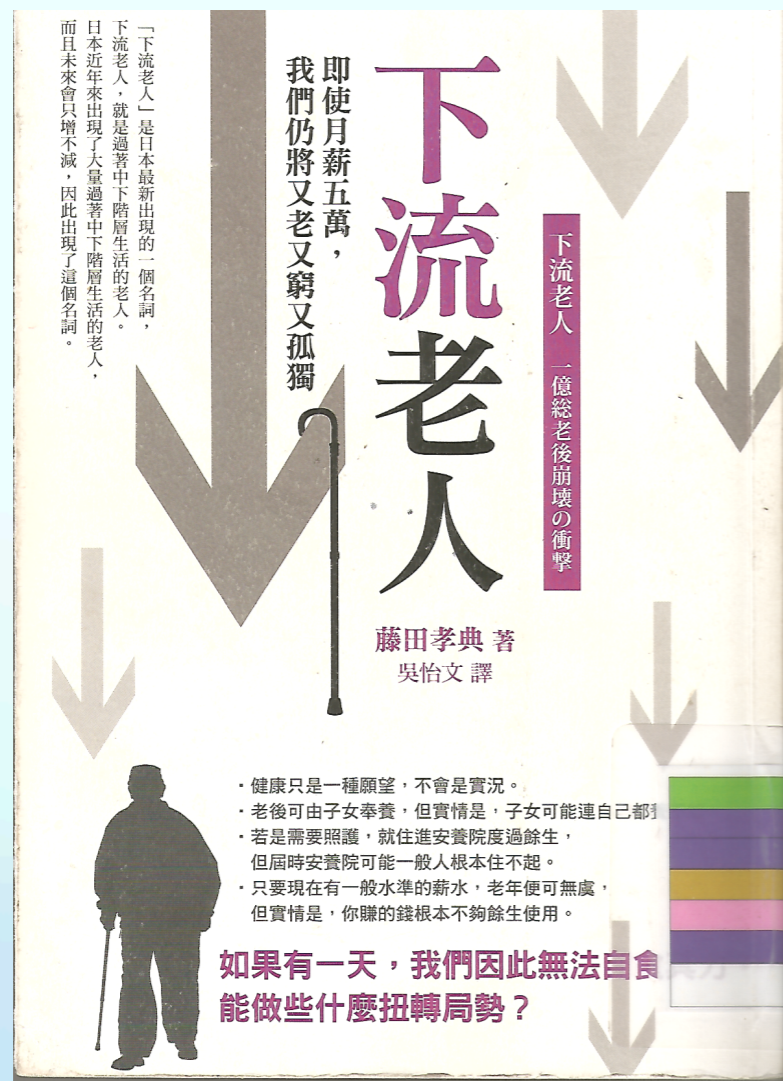 下流老人 一億総老後崩壊の衝撃
下流老人
藤田孝典 著
吳怡文 譯
即使月薪五萬，
我們仍將又老又窮又孤獨
「下流老人」是日本最新出現的一個名詞，
下流老人，就是過著中下階層生活的老人。
日本近年來出現了大量過著中下階層生活的老人，
而且未來會只增不減，因此出現了這個名詞。
▪健康只是一種願望，不會是實況。
▪老後可由子女奉養，但實情是，子女可能連自己都
▪若是需要照護，就住進安養院度過餘生，
但屆時安養院可能一般人根本住不起。
▪只要現在有一般水準的薪水，老年便可無虞，
但實情是，你賺的錢根本不夠餘生使用。
如果有一天，我們因此無法自食
能做些什麼扭轉局勢？